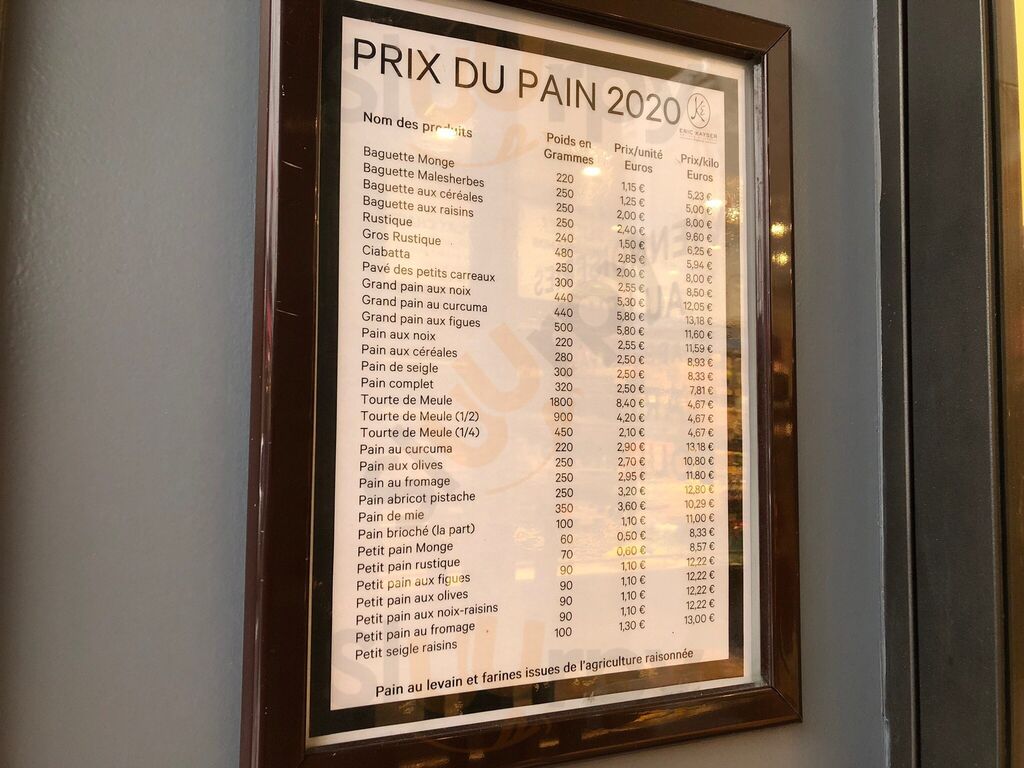 PRIX DU PAIN 2020
ERIC KAYSER
Nom des produits Poids en Grammes Prix/unité Euros Prix/kilo Euros
Baguette Monge 220 1,15 € 5,23 €
Baguette Malesherbes 250 1,25 € 5,00 €
Baguette aux céréales 250 2,00 € 8,00 €
Baguette aux raisins 250 2,40 € 9,60 €
Rustique 240 1,50 € 6,25 €
Gros Rustique 480 2,85 € 5,94 €
Ciabatta 250 2,00 € 8,00 €
Pavé des petits carreaux 300 2,55 € 8,50 €
Grand pain aux noix 440 5,30 € 12,05 €
Grand pain au curcuma 440 5,80 € 13,18 €
Grand pain aux figues 500 5,80 € 11,60 €
Pain aux noix 220 2,55 € 11,59 €
Pain aux céréales 280 2,50 € 8,93 €
Pain de seigle 300 2,50 € 8,33 €
Pain complet 320 2,50 € 7,81 €
Tourte de Meule 1800 8,40 € 4,67 €
Tourte de Meule (1/2) 900 4,20 € 4,67 €
Tourte de Meule (1/4) 450 2,10 € 4,67 €
Pain au curcuma 220 2,90 € 13,18 €
Pain aux olives 250 2,70 € 10,80 €
Pain au fromage 250 2,95 € 11,80 €
Pain abricot pistache 250 3,20 € 12,80 €
Pain de mie 350 3,60 € 10,29 €
Pain brioché (la part) 100 1,10 € 11,00 €
Petit pain Monge 60 0,50 € 8,33 €
Petit pain rustique 70 0,60 € 8,57 €
Petit pain aux figues 90 1,10 € 12,22 €
Petit pain aux olives 90 1,10 € 12,22 €
Petit pain aux noix-raisins 90 1,10 € 12,22 €
Petit pain au fromage 90 1,10 € 12,22 €
Petit seigle raisins 100 1,30 € 13,00 €
Pain au levain et farines issues de l'agriculture raisonnée